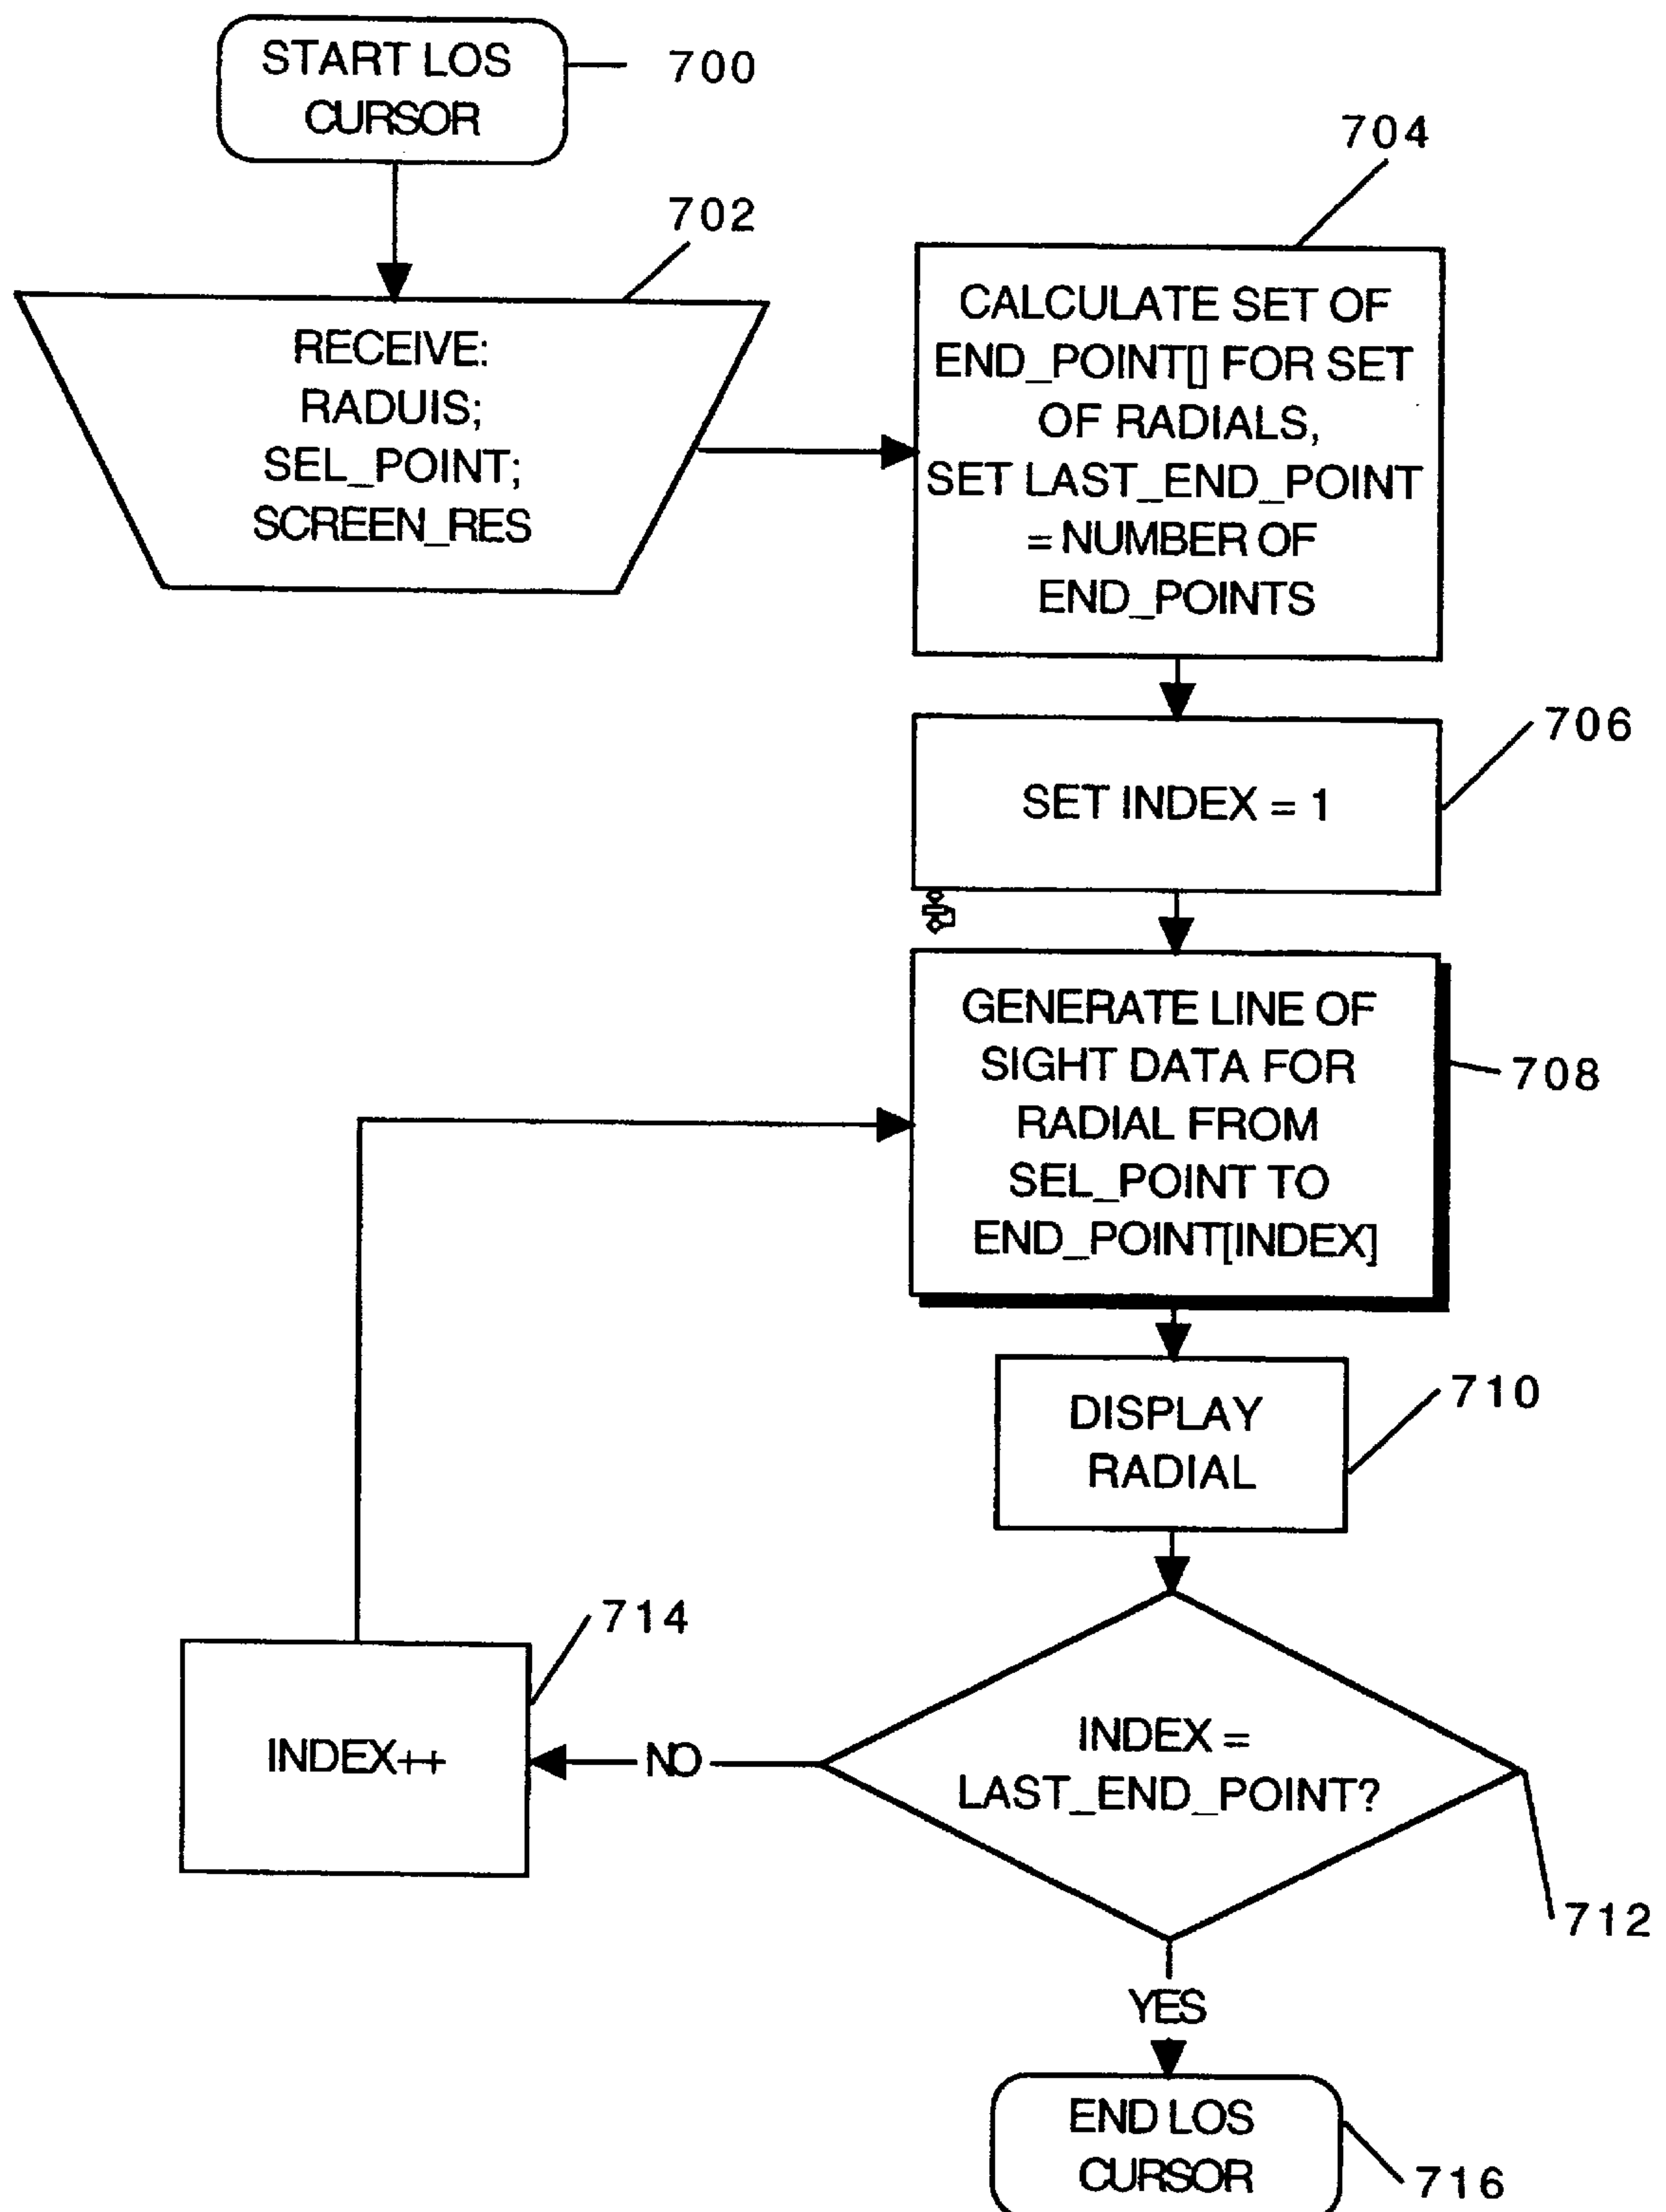 START LOS
CURSOR
700
702
RECEIVE:
RADUIS;
SEL_POINT;
SCREEN_RES
704
CALCULATE SET OF
END_POINT[] FOR SET
OF RADIALS,
SET LAST_END_POINT
= NUMBER OF
END_POINTS
706
SET INDEX = 1
GENERATE LINE OF
SIGHT DATA FOR
RADIAL FROM
SEL_POINT TO
END_POINT[INDEX]
708
DISPLAY
RADIAL
710
714
INDEX++
NO
INDEX =
LAST_END_POINT?
712
YES
END LOS
CURSOR
716